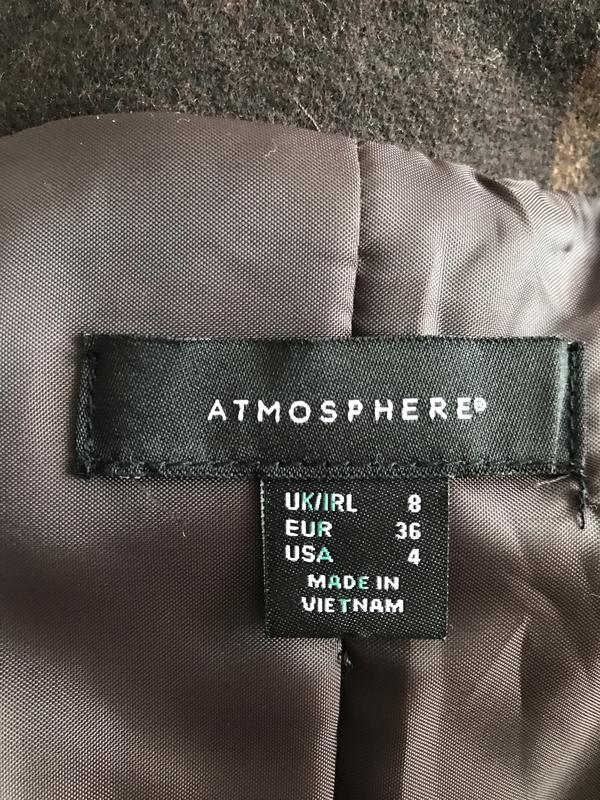 ATMOSPHERE®
UK/IRL 8
EUR 36
USA 4
MADE IN
VIETNAM